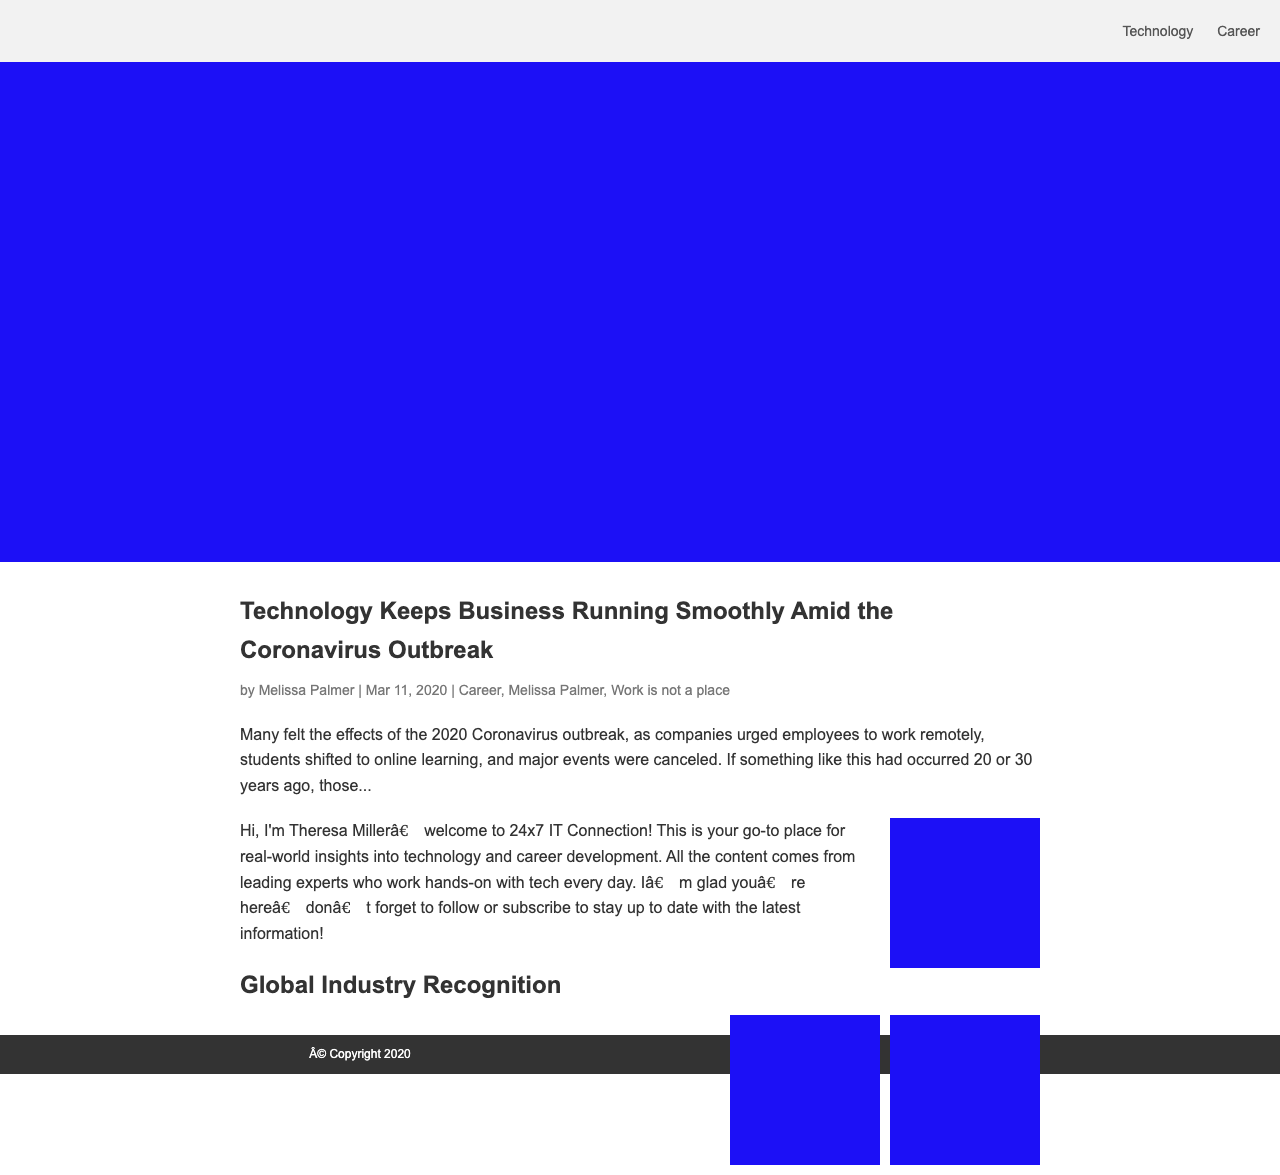 Technology Career
Technology Keeps Business Running Smoothly Amid the
Coronavirus Outbreak
by Melissa Palmer | Mar 11, 2020 | Career, Melissa Palmer, Work is not a place
Many felt the effects of the 2020 Coronavirus outbreak, as companies urged employees to work remotely,
students shifted to online learning, and major events were canceled. If something like this had occurred 20 or 30
years ago, those...
Hi, I'm Theresa Millerâ€ welcome to 24x7 IT Connection! This is your go-to place for
real-world insights into technology and career development. All the content comes from
leading experts who work hands-on with tech every day. Iâ€ m glad youâ€ re
hereâ€ donâ€ t forget to follow or subscribe to stay up to date with the latest
information!
Global Industry Recognition
Â© Copyright 2020